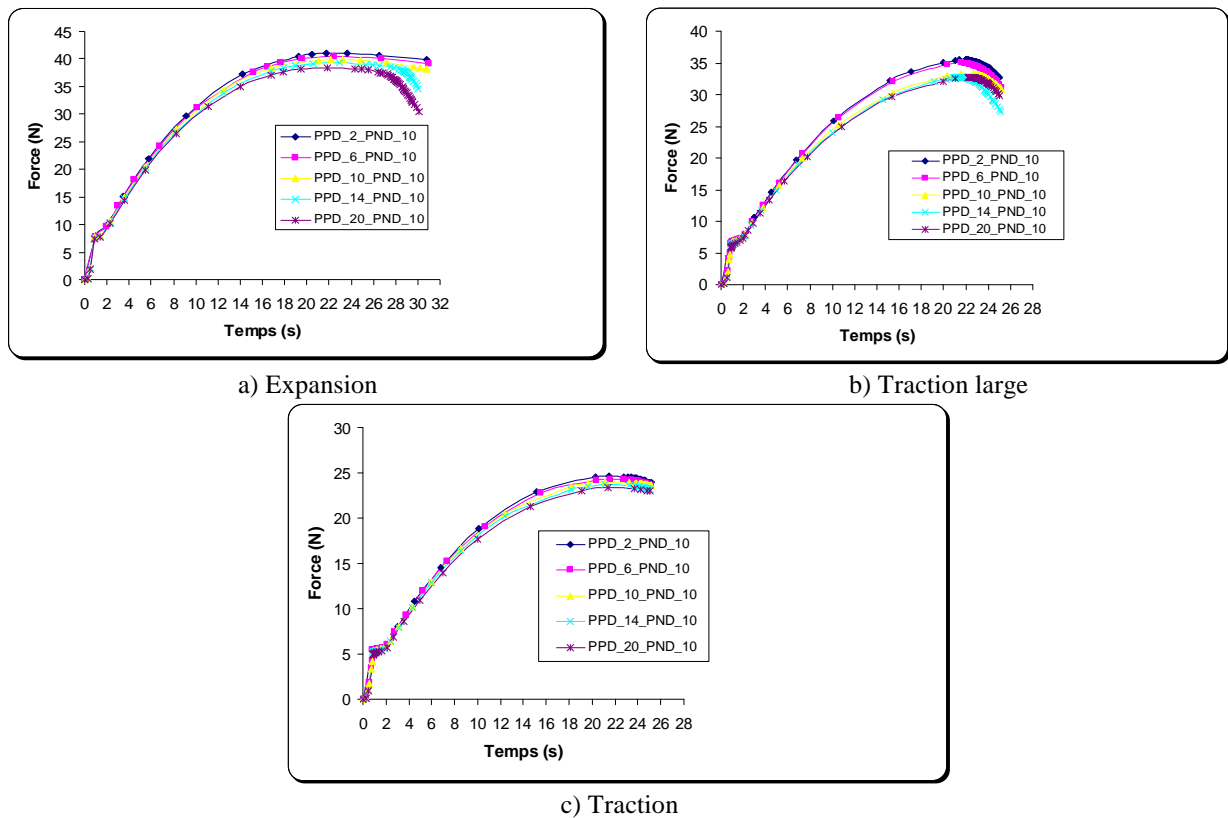 45
40
35
30
25
20
15
10
5
0
Force (N)
PPD_2_PND_10
PPD_6_PND_10
PPD_10_PND_10
PPD_14_PND_10
PPD_20_PND_10
0 2 4 6 8 10 12 14 16 18 20 22 24 26 28 30 32
Temps (s)
a) Expansion
40
35
30
25
20
15
10
5
0
Force (N)
PPD_2_PND_10
PPD_6_PND_10
PPD_10_PND_10
PPD_14_PND_10
PPD_20_PND_10
0 2 4 6 8 10 12 14 16 18 20 22 24 26 28
Temps (s)
b) Traction large
30
25
20
15
10
5
0
Force (N)
PPD_2_PND_10
PPD_6_PND_10
PPD_10_PND_10
PPD_14_PND_10
PPD_20_PND_10
0 2 4 6 8 10 12 14 16 18 20 22 24 26 28
Temps (s)
c) Traction